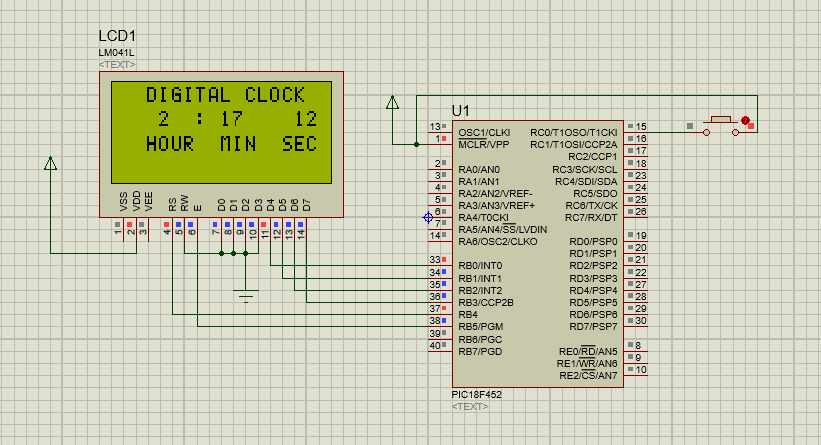 LCD1
LM041L
<TEXT>
DIGITAL CLOCK
2 : 17 12
HOUR MIN SEC
VSS VDD VEE RS RW E D0 D1 D2 D3 D4 D5 D6 D7
1 2 3 4 5 6 7 8 9 10 11 12 13 14
U1
13 OSC1/CLKI RC0/T1OSO/T1CKI 15
1 MCLR/VPP RC1/T1OSI/CCP2A 16
RC2/CCP1 17
2 RA0/AN0 RC3/SCK/SCL 18
3 RA1/AN1 RC4/SDI/SDA 23
4 RA2/AN2/VREF- RC5/SDO 24
5 RA3/AN3/VREF+ RC6/TX/CK 25
6 RA4/T0CKI RC7/RX/DT 26
7 RA5/AN4/SS/LVDIN
14 RA6/OSC2/CLKO RD0/PSP0 19
RD1/PSP1 20
33 RB0/INT0 RD2/PSP2 21
34 RB1/INT1 RD3/PSP3 22
35 RB2/INT2 RD4/PSP4 27
36 RB3/CCP2B RD5/PSP5 28
37 RB4 RD6/PSP6 29
38 RB5/PGM RD7/PSP7 30
39 RB6/PGC
40 RB7/PGD RE0/RD/AN5 8
RE1/WR/AN6 9
RE2/CS/AN7 10
PIC18F452
<TEXT>